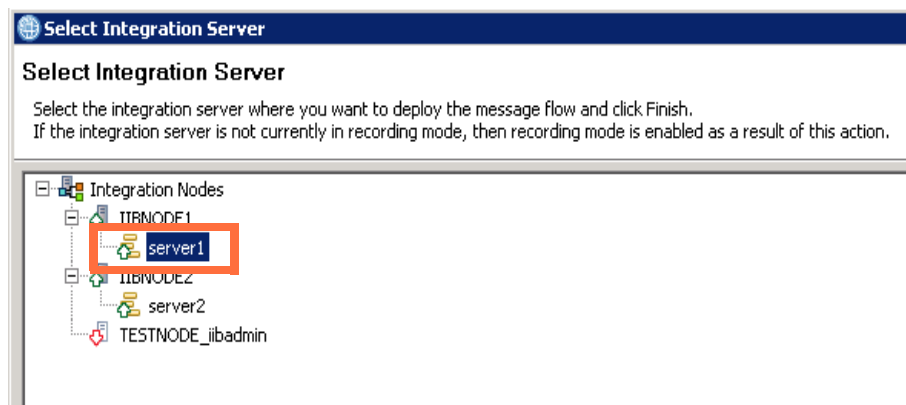 Select Integration Server
Select Integration Server
Select the integration server where you want to deploy the message flow and click Finish.
If the integration server is not currently in recording mode, then recording mode is enabled as a result of this action.
Integration Nodes
IIBNODE1
server1
IIBNODE2
server2
TESTNODE_iibadmin